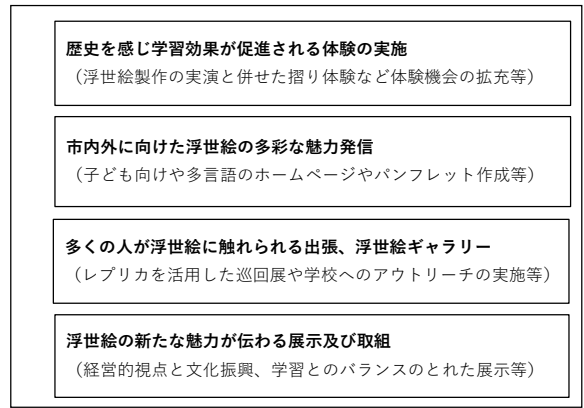 歴史を感じ学習効果が促進される体験の実施
（浮世絵製作の実演と併せた摺り体験など体験機会の拡充等）
市内外に向けた浮世絵の多彩な魅力発信
（子ども向けや多言語のホームページやパンフレット作成等）
多くの人が浮世絵に触れられる出張、浮世絵ギャラリー
（レプリカを活用した巡回展や学校へのアウトリーチの実施等）
浮世絵の新たな魅力が伝わる展示及び取組
（経営的視点と文化振興、学習とのバランスのとれた展示等）